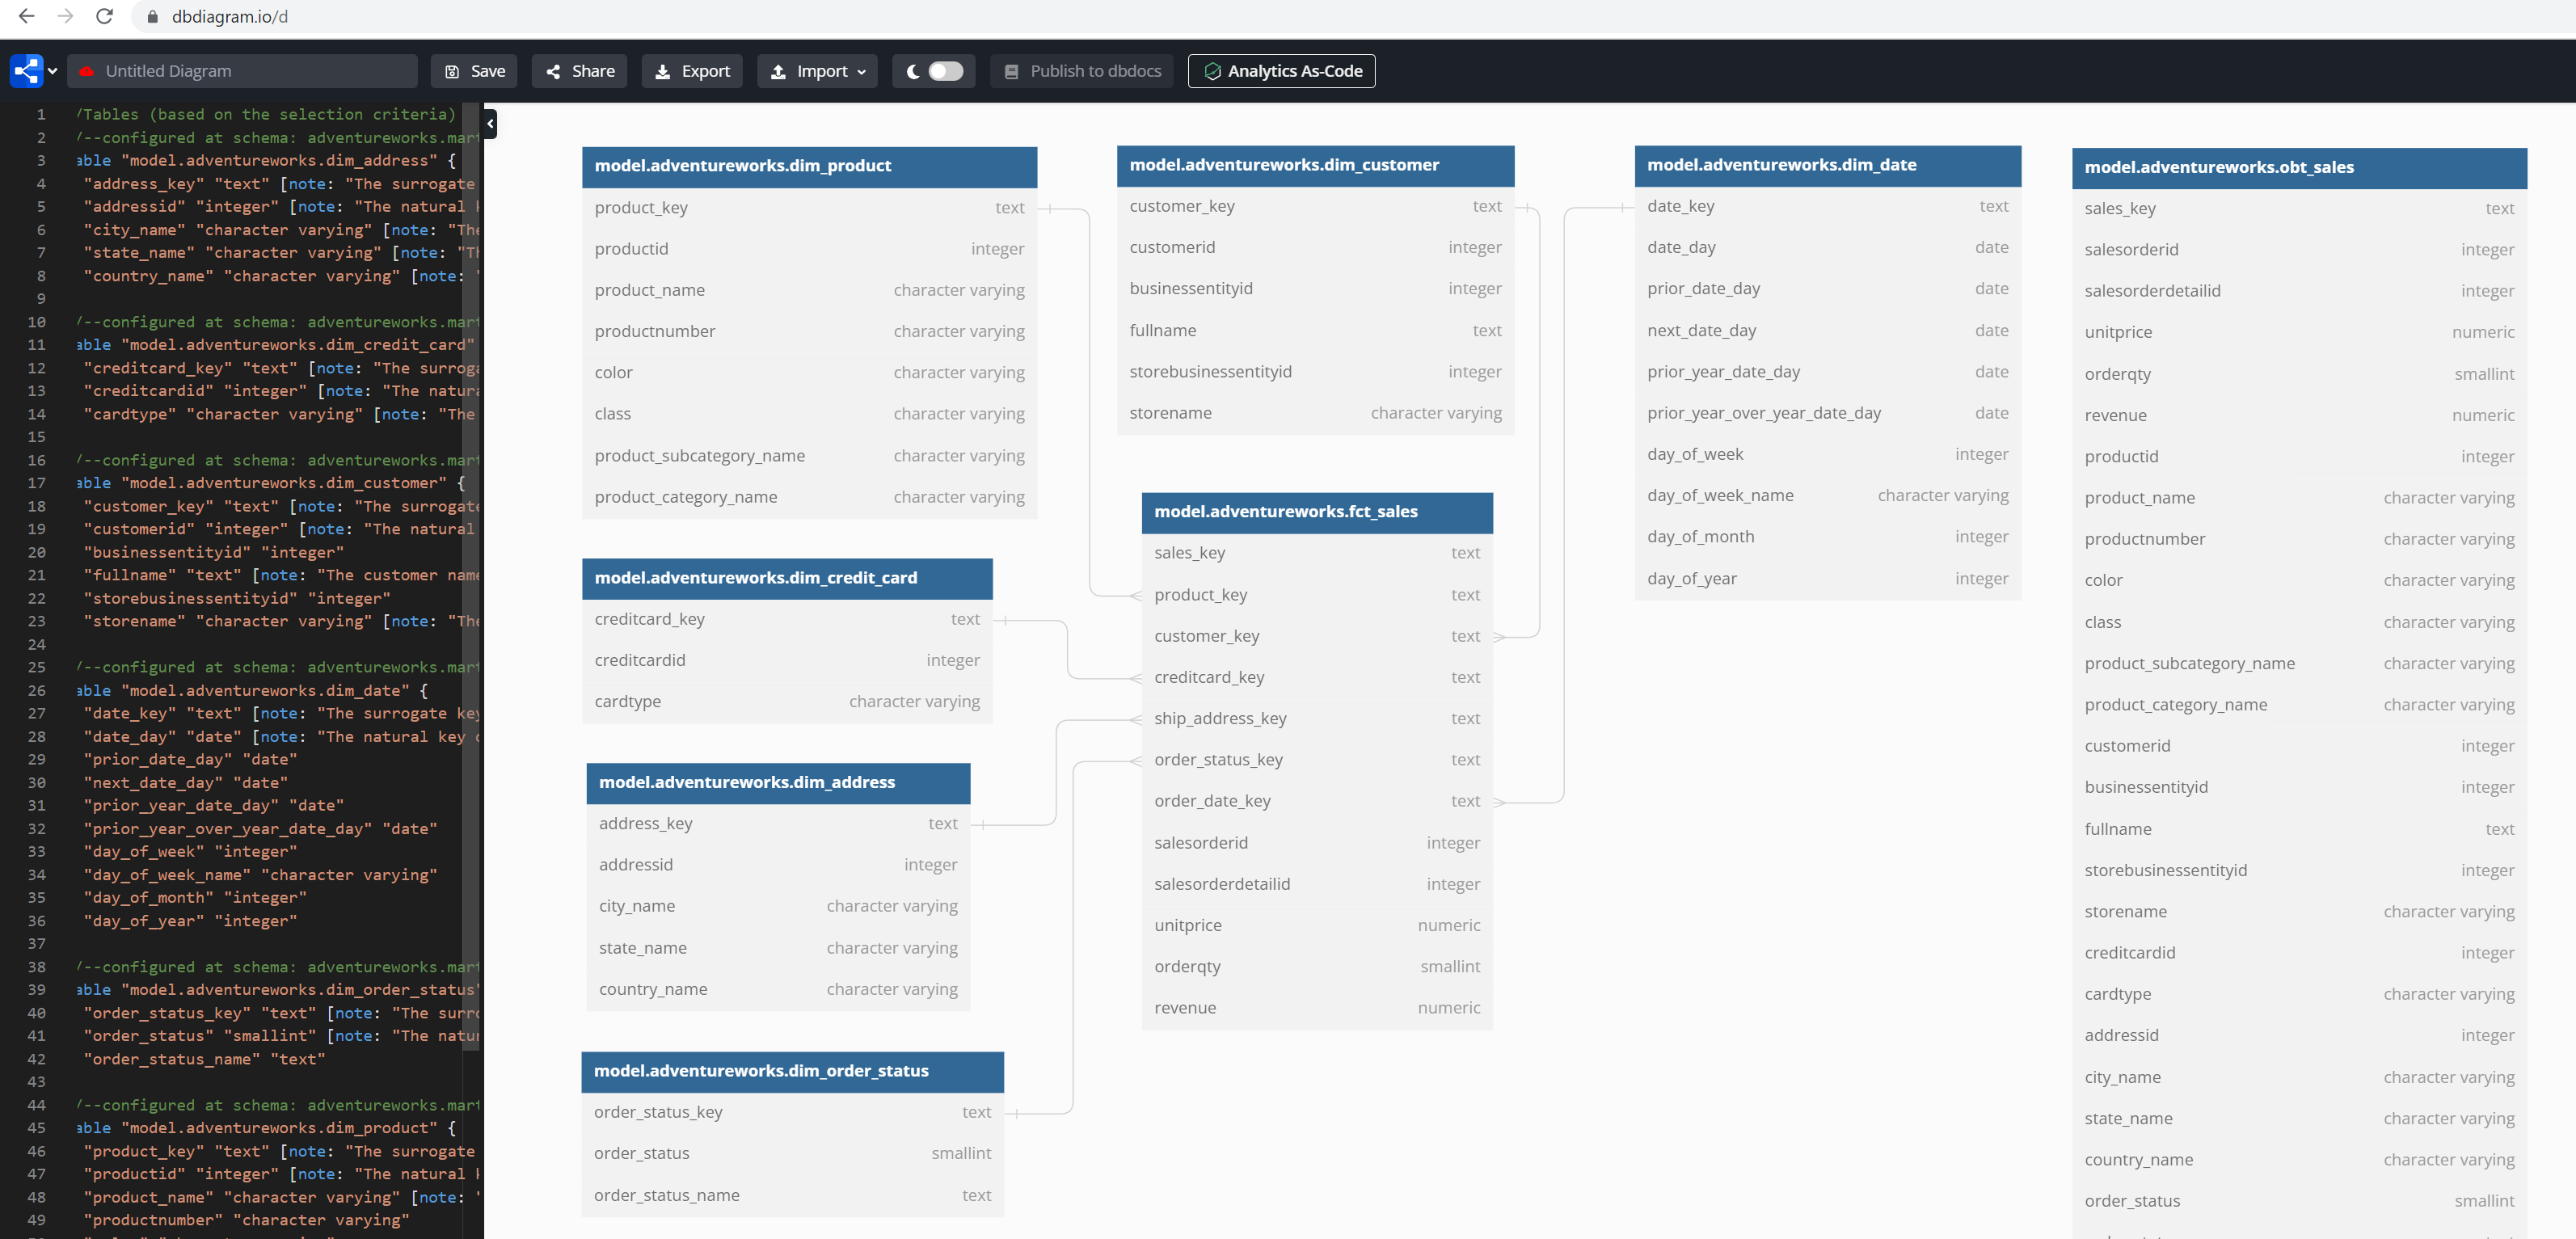 dbdiagram.io/d
Untitled Diagram
Save
Share
Export
Import
Publish to dbdocs
Analytics As-Code
1 /Tables (based on the selection criteria)
2 /--configured at schema: adventureworks.mart
3 able "model.adventureworks.dim_address" {
4 "address_key" "text" [note: "The surrogate
5 "addressid" "integer" [note: "The natural k
6 "city_name" "character varying" [note: "The
7 "state_name" "character varying" [note: "Th
8 "country_name" "character varying" [note: "
9
10 /--configured at schema: adventureworks.mart
11 able "model.adventureworks.dim_credit_card"
12 "creditcard_key" "text" [note: "The surroga
13 "creditcardid" "integer" [note: "The natura
14 "cardtype" "character varying" [note: "The
15
16 /--configured at schema: adventureworks.mart
17 able "model.adventureworks.dim_customer" {
18 "customer_key" "text" [note: "The surrogate
19 "customerid" "integer" [note: "The natural
20 "businessentityid" "integer"
21 "fullname" "text" [note: "The customer name
22 "storebusinessentityid" "integer"
23 "storename" "character varying" [note: "The
24
25 /--configured at schema: adventureworks.mart
26 able "model.adventureworks.dim_date" {
27 "date_key" "text" [note: "The surrogate key
28 "date_day" "date" [note: "The natural key o
29 "prior_date_day" "date"
30 "next_date_day" "date"
31 "prior_year_date_day" "date"
32 "prior_year_over_year_date_day" "date"
33 "day_of_week" "integer"
34 "day_of_week_name" "character varying"
35 "day_of_month" "integer"
36 "day_of_year" "integer"
37
38 /--configured at schema: adventureworks.mart
39 able "model.adventureworks.dim_order_status"
40 "order_status_key" "text" [note: "The surro
41 "order_status" "smallint" [note: "The natur
42 "order_status_name" "text"
43
44 /--configured at schema: adventureworks.mart
45 able "model.adventureworks.dim_product" {
46 "product_key" "text" [note: "The surrogate
47 "productid" "integer" [note: "The natural k
48 "product_name" "character varying" [note: "
49 "productnumber" "character varying"
model.adventureworks.dim_product
product_key text
productid integer
product_name character varying
productnumber character varying
color character varying
class character varying
product_subcategory_name character varying
product_category_name character varying
model.adventureworks.dim_credit_card
creditcard_key text
creditcardid integer
cardtype character varying
model.adventureworks.dim_address
address_key text
addressid integer
city_name character varying
state_name character varying
country_name character varying
model.adventureworks.dim_order_status
order_status_key text
order_status smallint
order_status_name text
model.adventureworks.dim_customer
customer_key text
customerid integer
businessentityid integer
fullname text
storebusinessentityid integer
storename character varying
model.adventureworks.fct_sales
sales_key text
product_key text
customer_key text
creditcard_key text
ship_address_key text
order_status_key text
order_date_key text
salesorderid integer
salesorderdetailid integer
unitprice numeric
orderqty smallint
revenue numeric
model.adventureworks.dim_date
date_key text
date_day date
prior_date_day date
next_date_day date
prior_year_date_day date
prior_year_over_year_date_day date
day_of_week integer
day_of_week_name character varying
day_of_month integer
day_of_year integer
model.adventureworks.obt_sales
sales_key text
salesorderid integer
salesorderdetailid integer
unitprice numeric
orderqty smallint
revenue numeric
productid integer
product_name character varying
productnumber character varying
color character varying
class character varying
product_subcategory_name character varying
product_category_name character varying
customerid integer
businessentityid integer
fullname text
storebusinessentityid integer
storename character varying
creditcardid integer
cardtype character varying
addressid integer
city_name character varying
state_name character varying
country_name character varying
order_status smallint